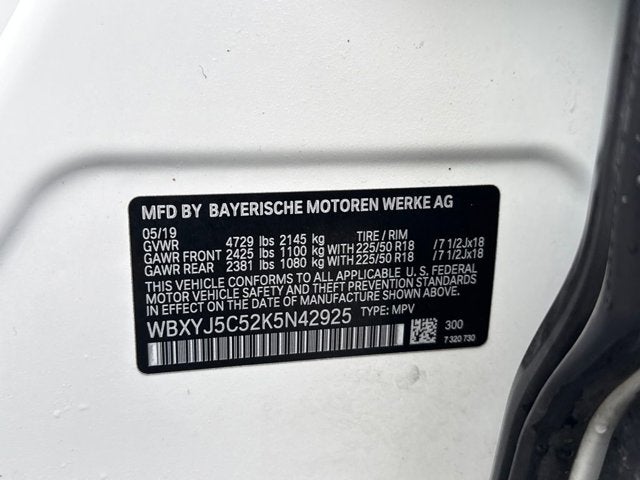 MFD BY BAYERISCHE MOTOREN WERKE AG
05/19 TIRE / RIM
GVWR 4729 lbs 2145 kg
GAWR FRONT 2425 lbs 1100 kg WITH 225/50 R18 /7 1/2Jx18
GAWR REAR 2381 lbs 1080 kg WITH 225/50 R18 /7 1/2Jx18
THIS VEHICLE CONFORMS TO ALL APPLICABLE U. S. FEDERAL
MOTOR VEHICLE SAFETY BUMPER AND THEFT PREVENTION STANDARDS
IN EFFECT ON THE DATE OF MANUFACTURE SHOWN ABOVE.
WBXYJ5C52K5N42925 TYPE: MPV
300
7 320 730